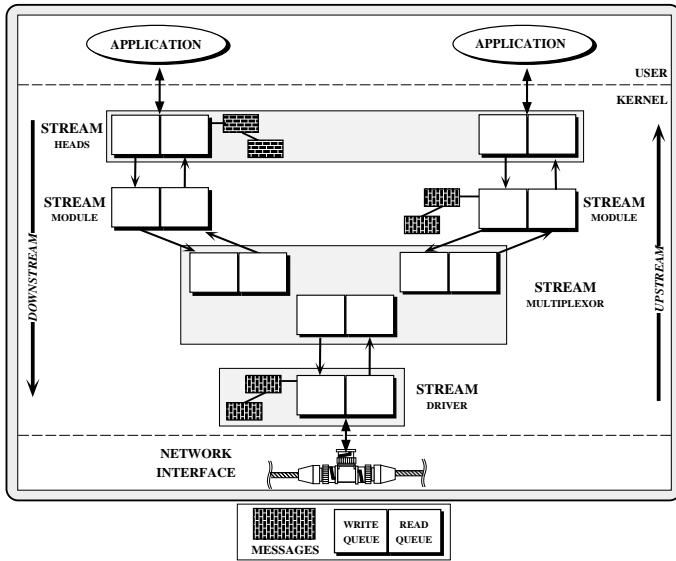 APPLICATION
APPLICATION
USER
KERNEL
STREAM
HEADS
STREAM
MODULE
STREAM
MODULE
DOWNSTREAM
UPSTREAM
STREAM
MULTIPLEXOR
STREAM
DRIVER
NETWORK
INTERFACE
MESSAGES
WRITE
QUEUE
READ
QUEUE